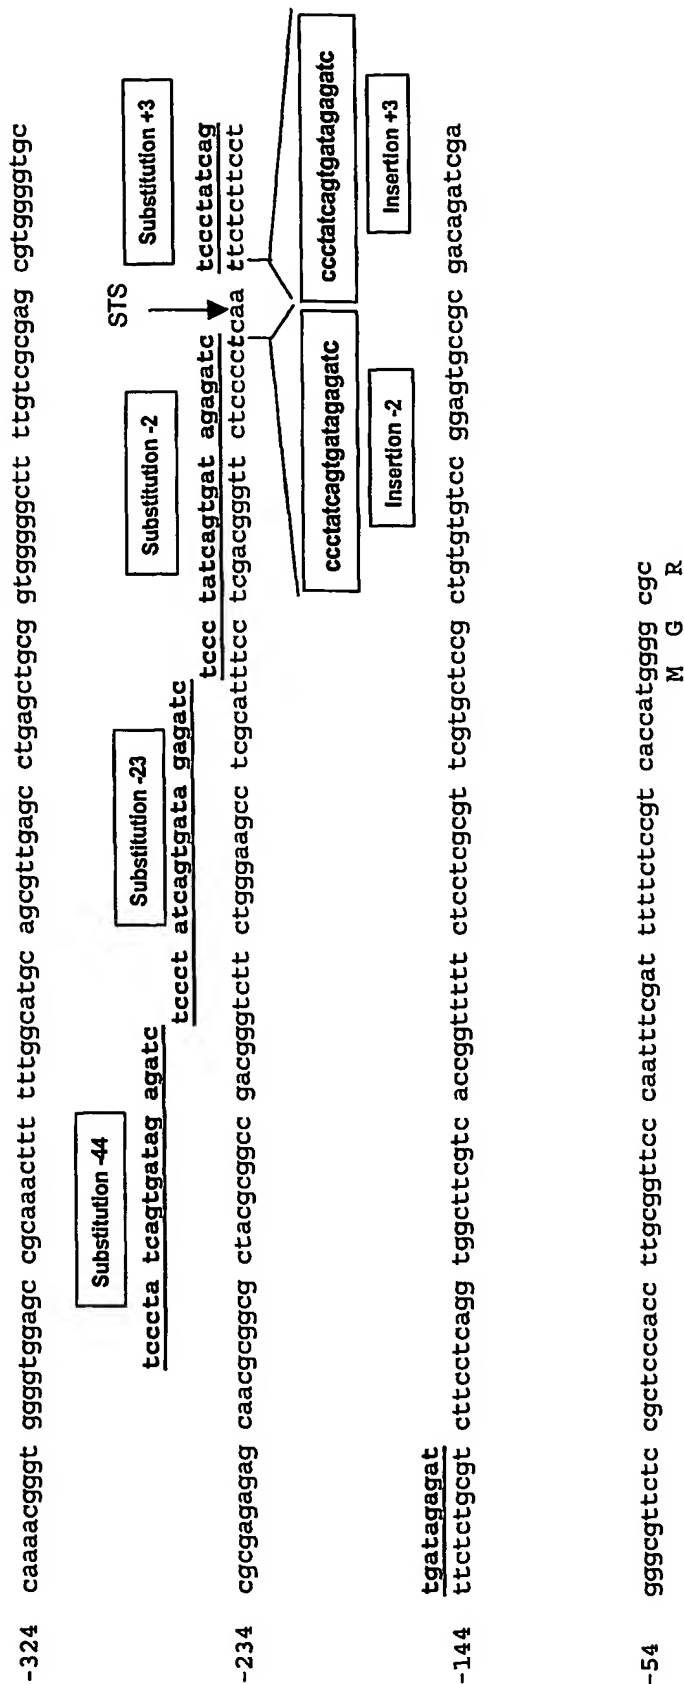 -324 caaaacgggt ggggtggagc cgcaaacttt tttggcatgc agcgttgagc ctgagctgcg gtgggggctt ttgtcgcgag cgtggggtgc
STS
Substitution -44 Substitution -23 Substitution -2 Substitution +3
tcccta tcagtgatag agatc tccct atcagtgata gagatc tccc tatcagtgat agagatc tccctatcag
-234 cgcgagagag caacgcggcg ctacgcggcc gacgggtctt ctgggaagcc tcgcatttcc tcgacgggtt ctcccctcaa ttctcttcct
ccctatcagtgatagagatc ccctatcagtgatagagatc
Insertion -2 Insertion +3
tgatagagat
-144 ttctctgcgt cttcctcagg tggcttcgtc accggttttt ctcctcgcgt tcgtgctccg ctgtgtgtcc ggagtgccgc gacagatcga
-54 gggcgttctc cgctcccacc ttgcggttcc caatttcgat ttttctccgt caccatgggg cgc
M G R